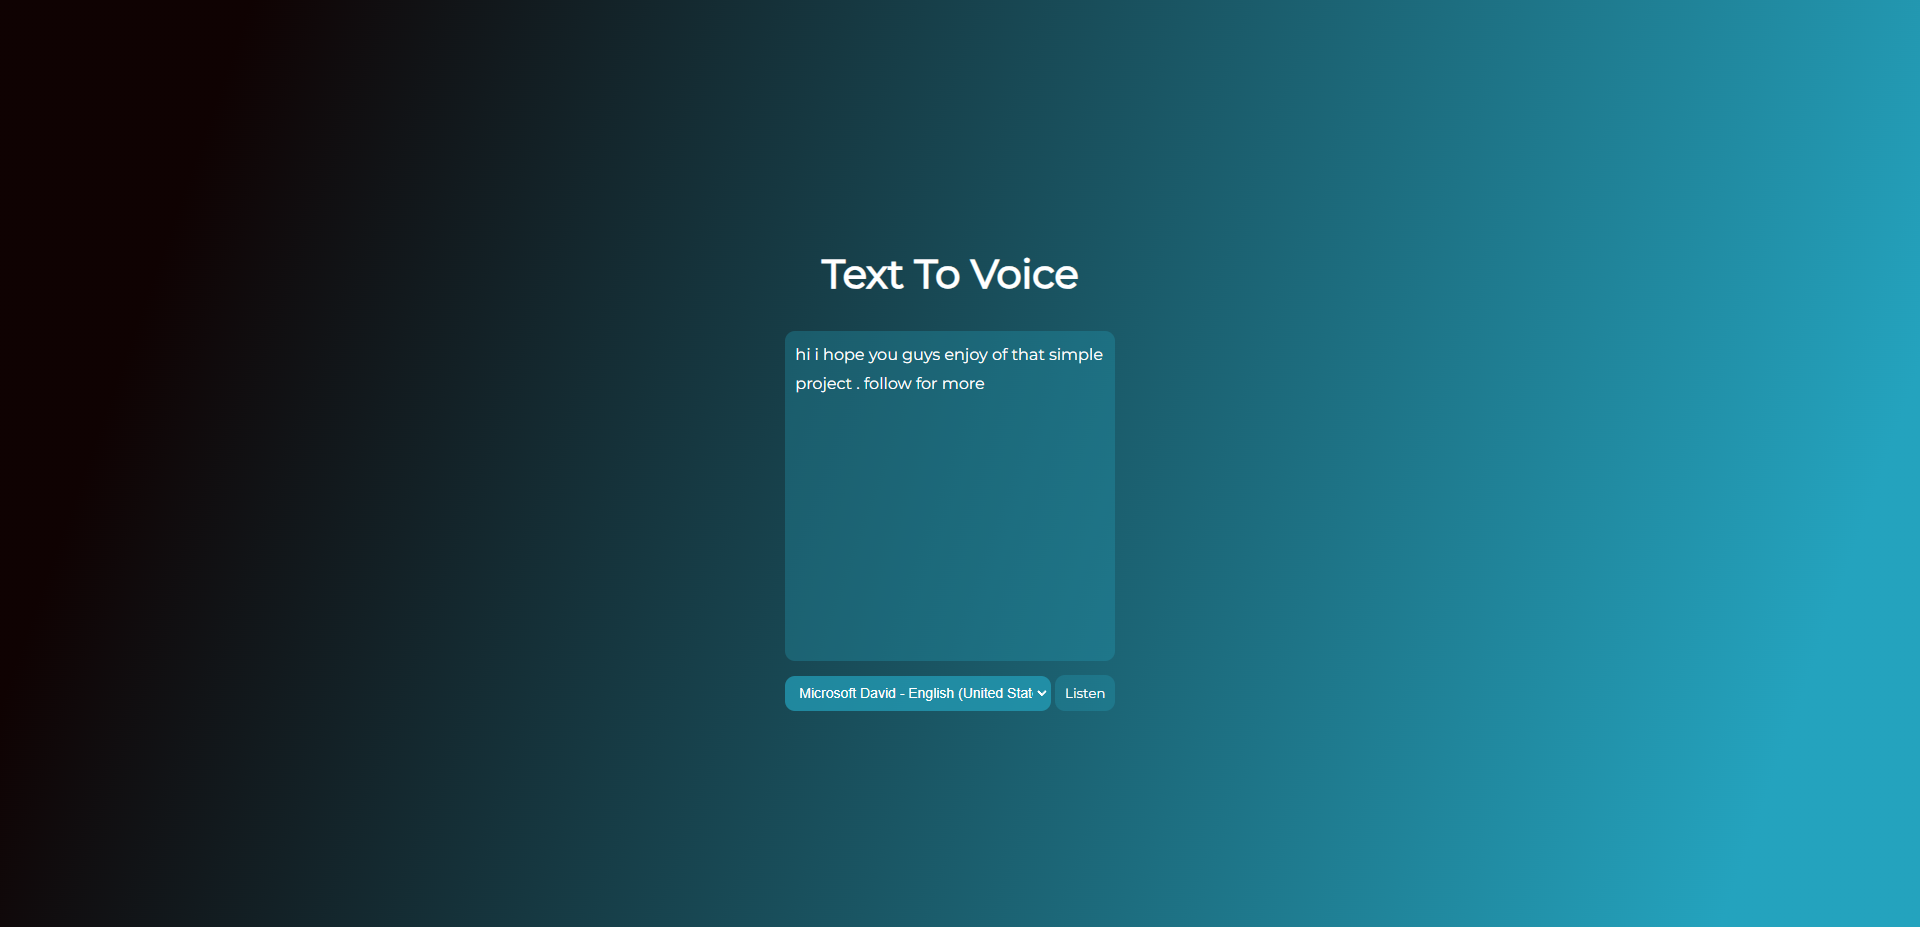 Text To Voice
hi i hope you guys enjoy of that simple
project . follow for more
Microsoft David - English (United Stat
Listen